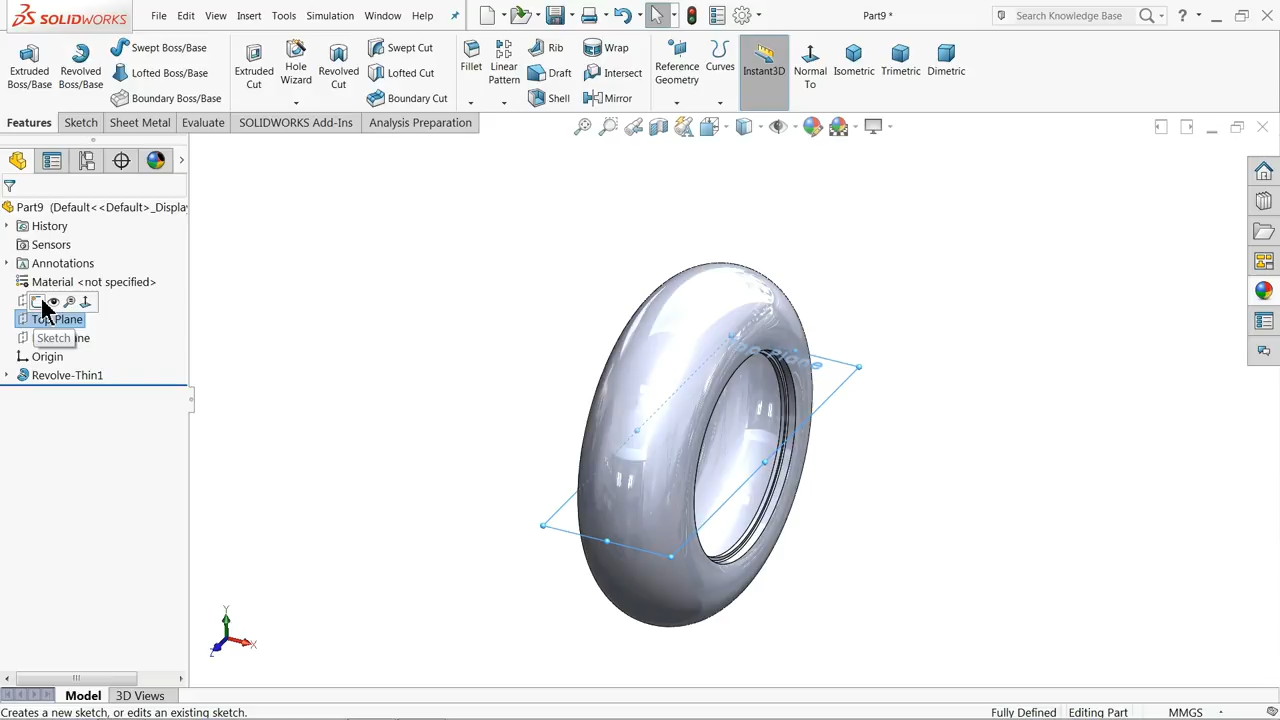 SOLIDWORKS
File Edit View Insert Tools Simulation Window Help
Part9 *
Search Knowledge Base
?
Extruded Boss/Base
Revolved Boss/Base
Swept Boss/Base
Lofted Boss/Base
Boundary Boss/Base
Extruded Cut
Hole Wizard
Revolved Cut
Swept Cut
Lofted Cut
Boundary Cut
Fillet
Linear Pattern
Rib
Draft
Shell
Wrap
Intersect
Mirror
Reference Geometry
Curves
Instant3D
Normal To
Isometric
Trimetric
Dimetric
Features Sketch Sheet Metal Evaluate SOLIDWORKS Add-Ins Analysis Preparation
Part9 (Default<<Default>_Display
History
Sensors
Annotations
Material <not specified>
Top Plane
Sketch
Origin
Revolve-Thin1
Top Plane
Y
X
Z
Model 3D Views
Creates a new sketch, or edits an existing sketch.
Fully Defined Editing Part MMGS